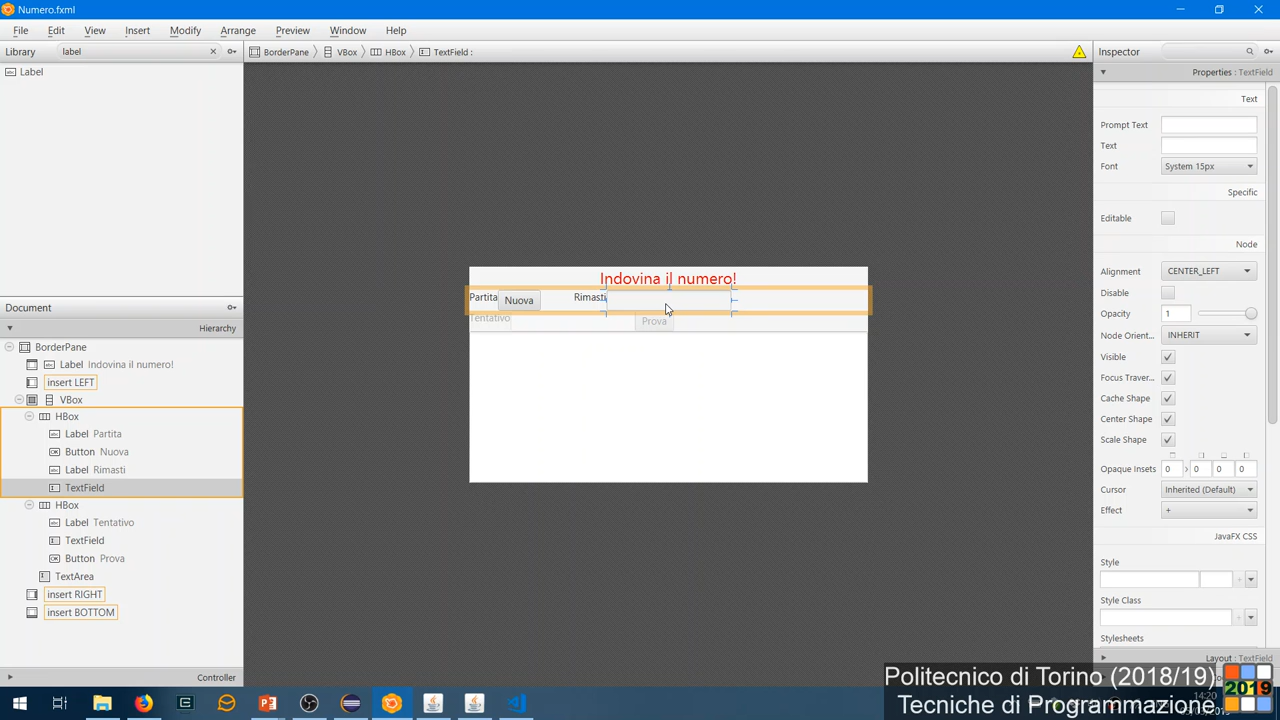 Numero.fxml
File Edit View Insert Modify Arrange Preview Window Help
Library label
BorderPane VBox HBox TextField :
Inspector
Label
Properties : TextField
Text
Prompt Text
Text
Font System 15px
Specific
Editable
Node
Alignment CENTER_LEFT
Disable
Opacity 1
Node Orient... INHERIT
Visible
Focus Traver...
Cache Shape
Center Shape
Scale Shape
Opaque Insets 0 0 0 0
Cursor Inherited (Default)
Effect +
JavaFX CSS
Style
Style Class
Stylesheets
Layout : TextField
Indovina il numero!
Partita Nuova Rimasti
Tentativo Prova
Document
Hierarchy
BorderPane
Label Indovina il numero!
insert LEFT
VBox
HBox
Label Partita
Button Nuova
Label Rimasti
TextField
HBox
Label Tentativo
TextField
Button Prova
TextArea
insert RIGHT
insert BOTTOM
Controller
Politecnico di Torino (2018/19)
Tecniche di Programmazione
2019
14:20